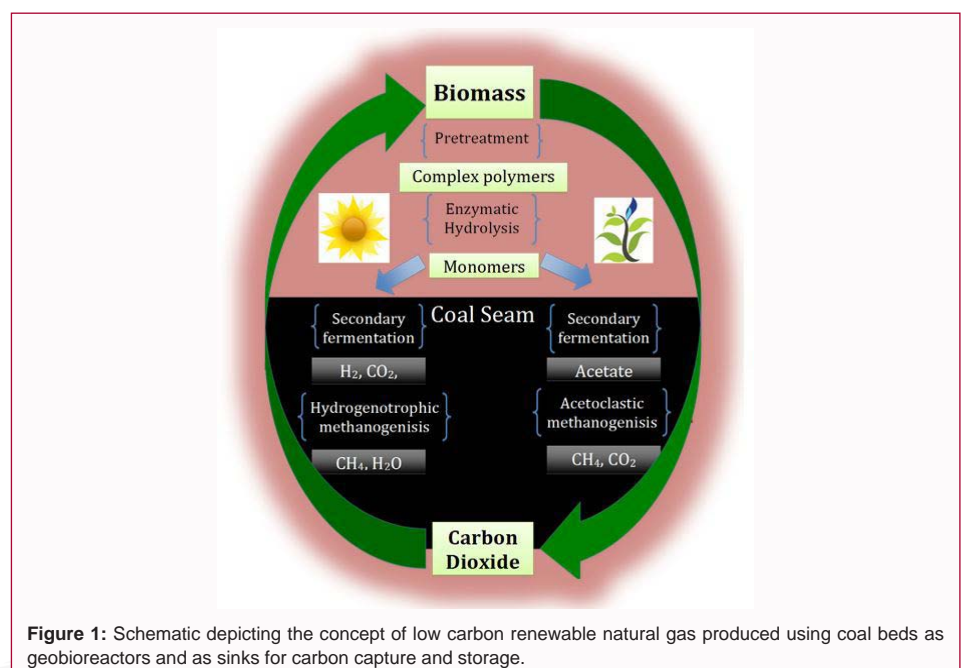 Biomass
Pretreatment
Complex polymers
Enzymatic
Hydrolysis
Monomers
Coal Seam
Secondary
fermentation
H₂, CO₂,
Hydrogenotrophic
methanogenisis
CH₄, H₂O
Secondary
fermentation
Acetate
Acetoclastic
methanogenisis
CH₄, CO₂
Carbon
Dioxide
Figure 1: Schematic depicting the concept of low carbon renewable natural gas produced using coal beds as
geobioreactors and as sinks for carbon capture and storage.